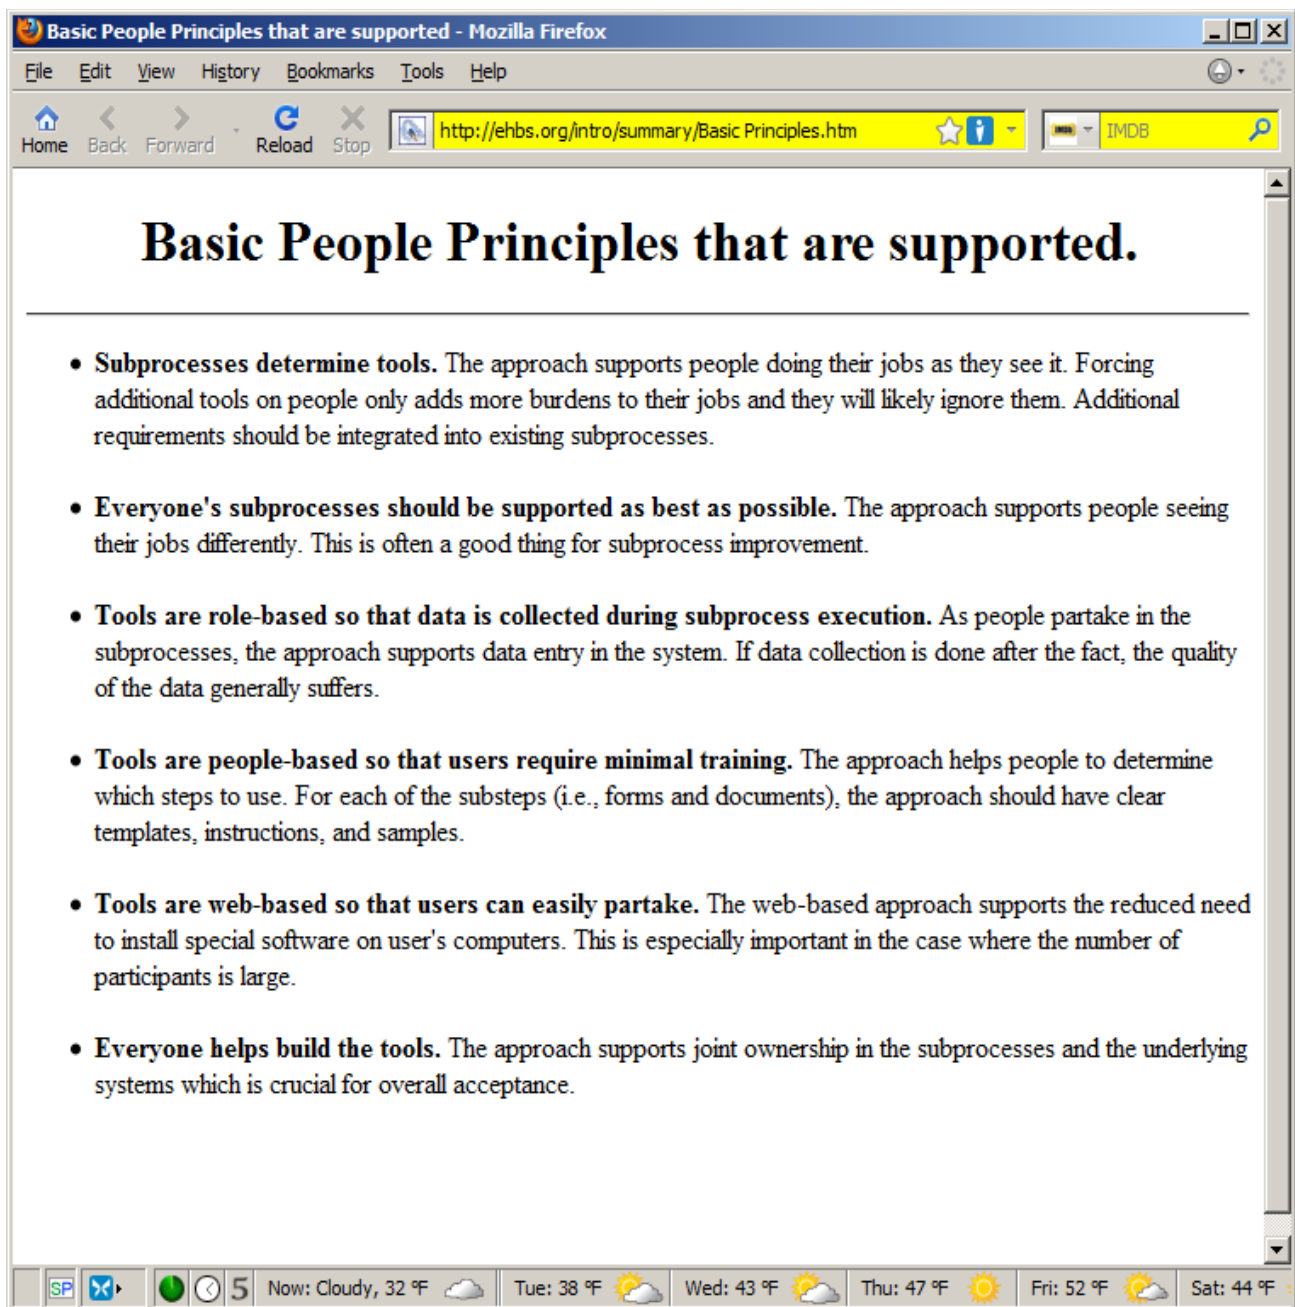 Basic People Principles that are supported - Mozilla Firefox
File Edit View History Bookmarks Tools Help
Home Back Forward Reload Stop http://ehbs.org/intro/summary/Basic Principles.htm IMDB
Basic People Principles that are supported.
• Subprocesses determine tools. The approach supports people doing their jobs as they see it. Forcing
additional tools on people only adds more burdens to their jobs and they will likely ignore them. Additional
requirements should be integrated into existing subprocesses.
• Everyone's subprocesses should be supported as best as possible. The approach supports people seeing
their jobs differently. This is often a good thing for subprocess improvement.
• Tools are role-based so that data is collected during subprocess execution. As people partake in the
subprocesses, the approach supports data entry in the system. If data collection is done after the fact, the quality
of the data generally suffers.
• Tools are people-based so that users require minimal training. The approach helps people to determine
which steps to use. For each of the substeps (i.e., forms and documents), the approach should have clear
templates, instructions, and samples.
• Tools are web-based so that users can easily partake. The web-based approach supports the reduced need
to install special software on user's computers. This is especially important in the case where the number of
participants is large.
• Everyone helps build the tools. The approach supports joint ownership in the subprocesses and the underlying
systems which is crucial for overall acceptance.
SP 5 Now: Cloudy, 32 °F Tue: 38 °F Wed: 43 °F Thu: 47 °F Fri: 52 °F Sat: 44 °F